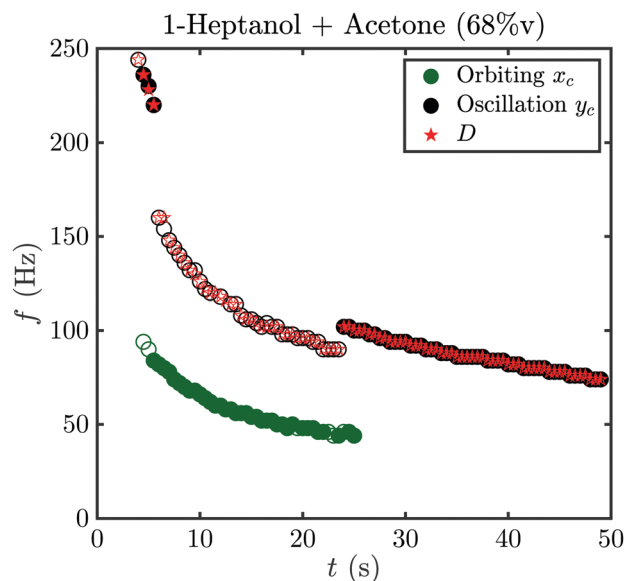 1-Heptanol + Acetone (68%v)
250
200
150
100
50
0
f (Hz)
Orbiting x_c
Oscillation y_c
D
0 10 20 30 40 50
t (s)